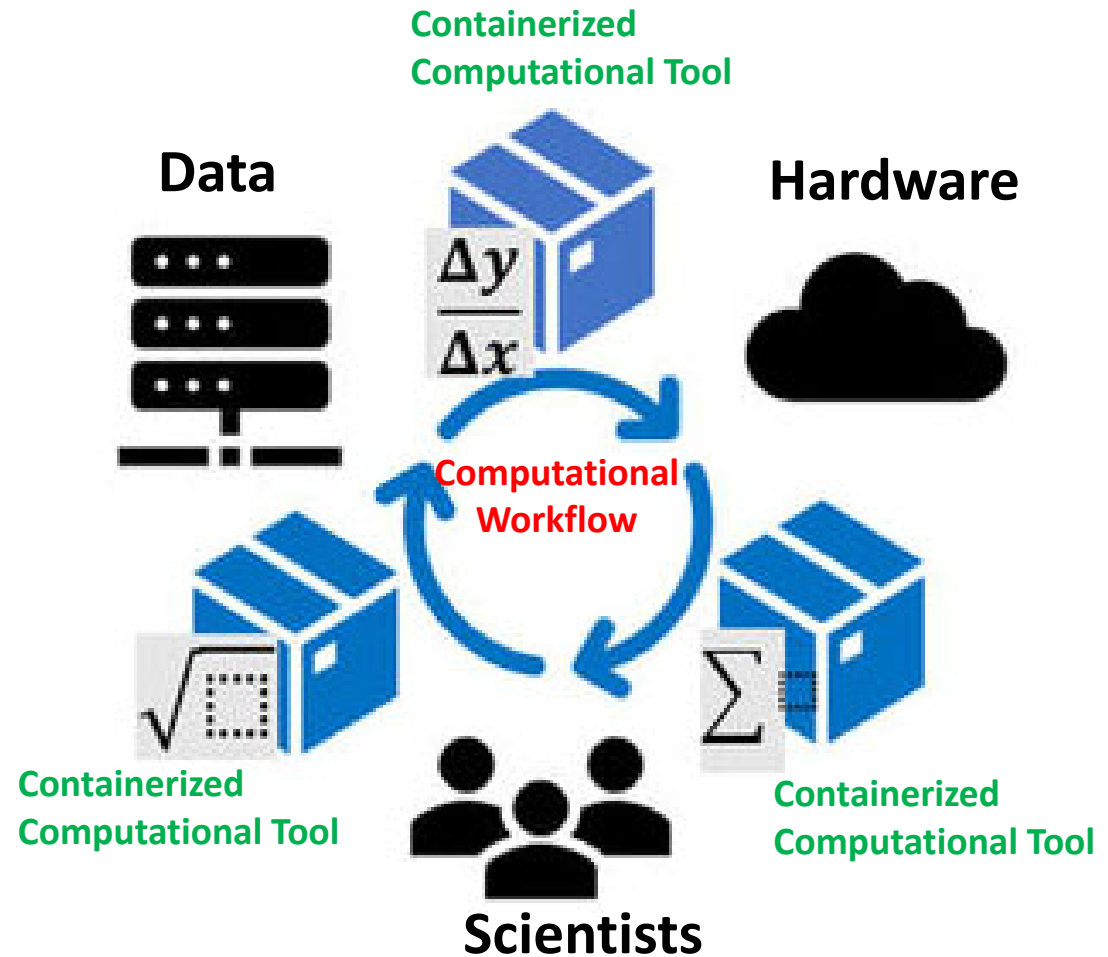 Containerized
Computational Tool
Data
Hardware
Δy
Δx
Computational
Workflow
√
∑
Containerized
Computational Tool
Containerized
Computational Tool
Scientists